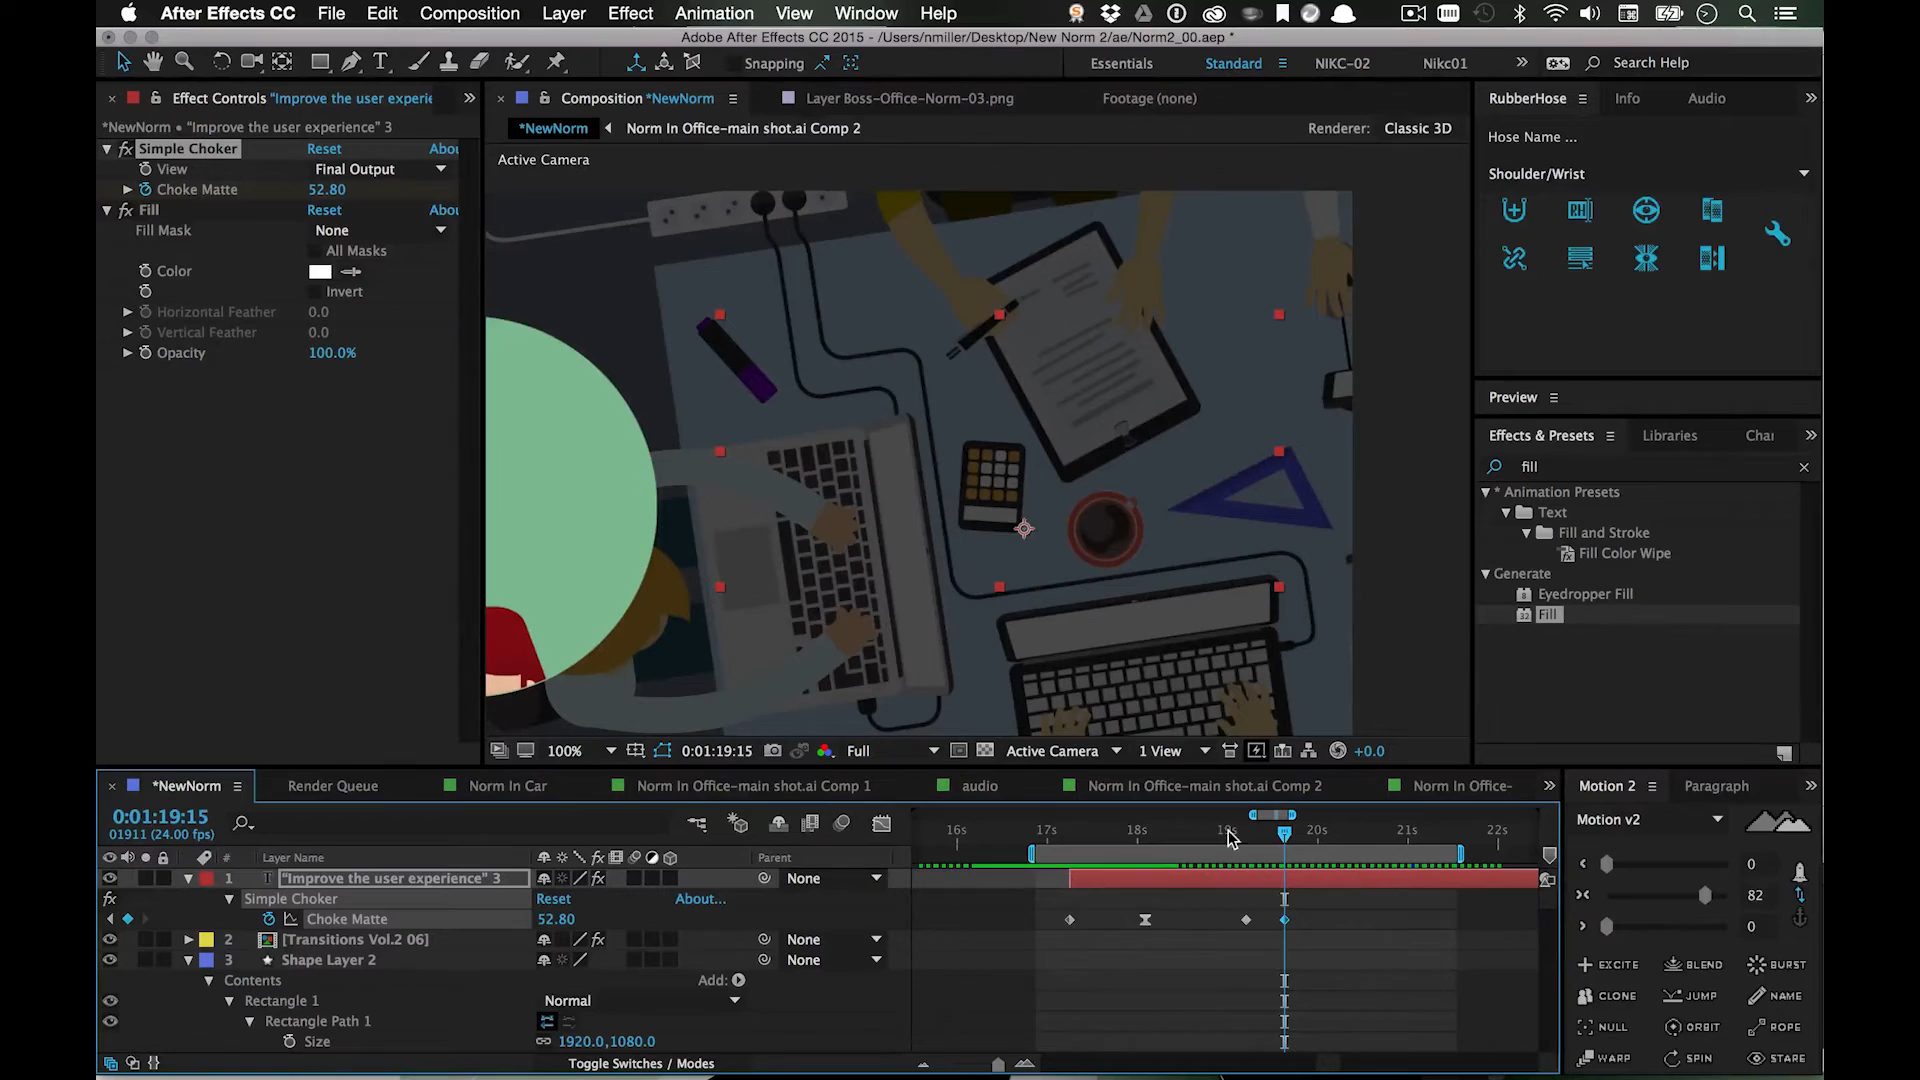 After Effects CC File Edit Composition Layer Effect Animation View Window Help
Adobe After Effects CC 2015 - /Users/nmiller/Desktop/New Norm 2/ae/Norm2_00.aep *
Snapping Essentials Standard NIKC-02 Nikc01 Search Help
Effect Controls "Improve the user experie
*NewNorm • "Improve the user experience" 3
fx Simple Choker Reset Abou
View Final Output
Choke Matte 52.80
fx Fill Reset Abou
Fill Mask None
All Masks
Color
Invert
Horizontal Feather 0.0
Vertical Feather 0.0
Opacity 100.0%
Composition *NewNorm Layer Boss-Office-Norm-03.png Footage (none)
*NewNorm Norm In Office-main shot.ai Comp 2 Renderer: Classic 3D
Active Camera
100% 0:01:19:15 Full Active Camera 1 View +0.0
RubberHose Info Audio
Hose Name ...
Shoulder/Wrist
Preview
Effects & Presets Libraries Cha
fill
* Animation Presets
Text
Fill and Stroke
Fill Color Wipe
Generate
Eyedropper Fill
Fill
*NewNorm Render Queue Norm In Car Norm In Office-main shot.ai Comp 1 audio Norm In Office-main shot.ai Comp 2 Norm In Office-
0:01:19:15
01911 (24.00 fps)
16s 17s 18s 19s 20s 21s 22s
# Layer Name Parent
1 T "Improve the user experience" 3 None
fx Simple Choker Reset About...
Choke Matte 52.80
2 [Transitions Vol.2 06] None
3 Shape Layer 2 None
Contents Add:
Rectangle 1 Normal
Rectangle Path 1
Size 1920.0,1080.0
Toggle Switches / Modes
Motion 2 Paragraph
Motion v2
0
82
0
EXCITE BLEND BURST
CLONE JUMP NAME
NULL ORBIT ROPE
WARP SPIN STARE